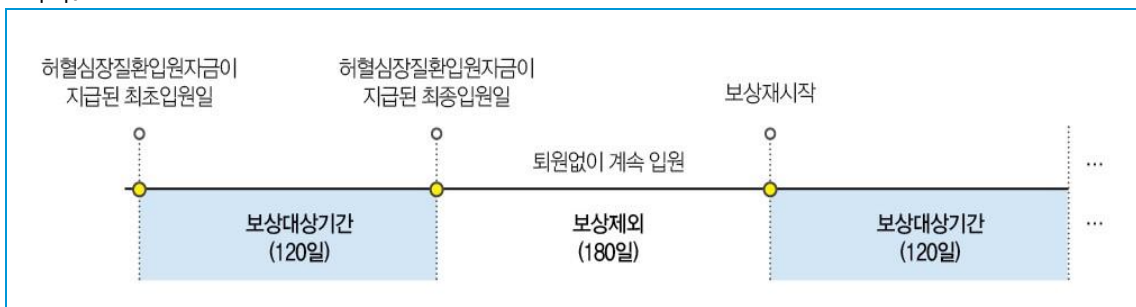 허혈심장질환입원자금이
지급된 최초입원일
허혈심장질환입원자금이
지급된 최종입원일
보상재시작
퇴원없이 계속 입원
...
보상대상기간
(120일)
보상제외
(180일)
보상대상기간
(120일)
...